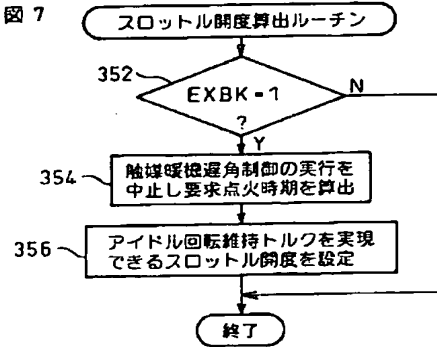 図 7
スロットル開度算出ルーチン
352
EXBK=1
?
N
Y
354
触媒暖機遅角制御の実行を
中止し要求点火時期を算出
356
アイドル回転維持トルクを実現
できるスロットル開度を設定
終了